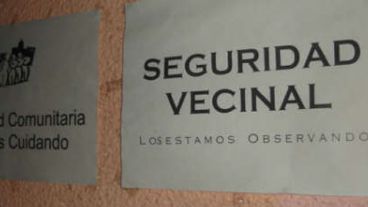 d Comunitaria
s Cuidando
SEGURIDAD
VECINAL
LOSESTAMOS OBSERVANDO